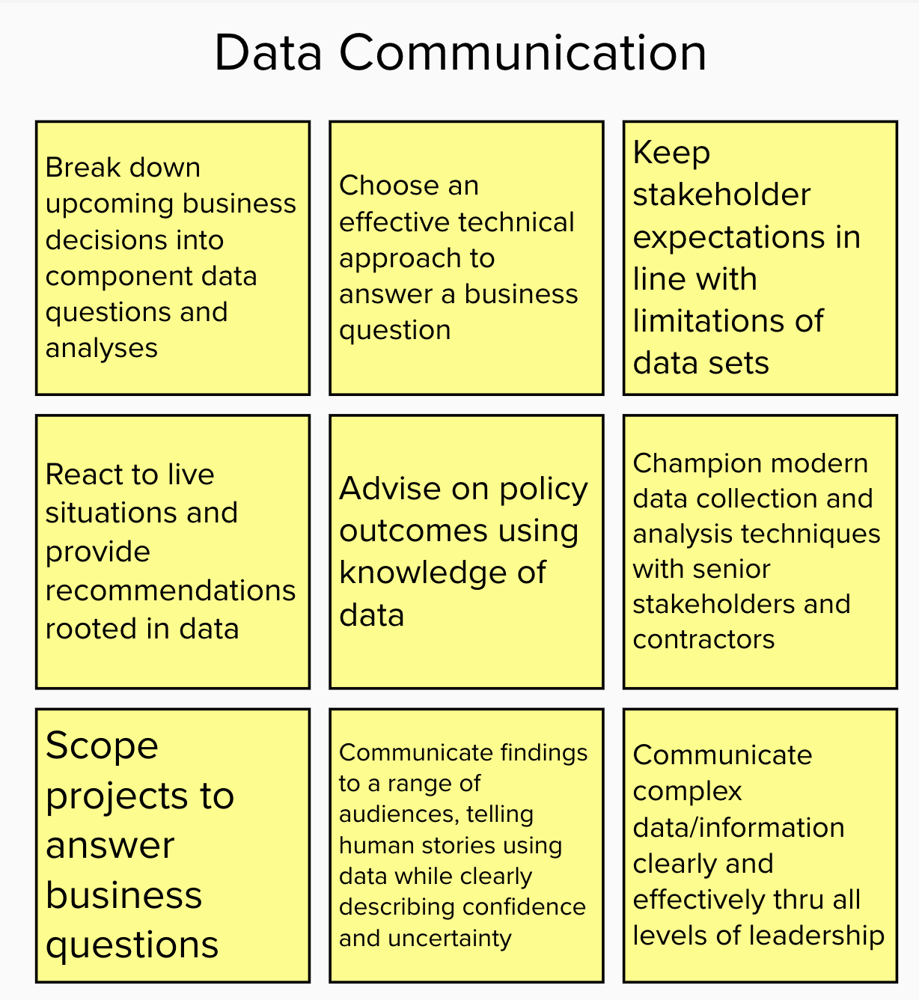 Data Communication
Break down
upcoming business
decisions into
component data
questions and
analyses
Choose an
effective technical
approach to
answer a business
question
Keep
stakeholder
expectations in
line with
limitations of
data sets
React to live
situations and
provide
recommendations
rooted in data
Advise on policy
outcomes using
knowledge of
data
Champion modern
data collection and
analysis techniques
with senior
stakeholders and
contractors
Scope
projects to
answer
business
questions
Communicate findings
to a range of
audiences, telling
human stories using
data while clearly
describing confidence
and uncertainty
Communicate
complex
data/information
clearly and
effectively thru all
levels of leadership